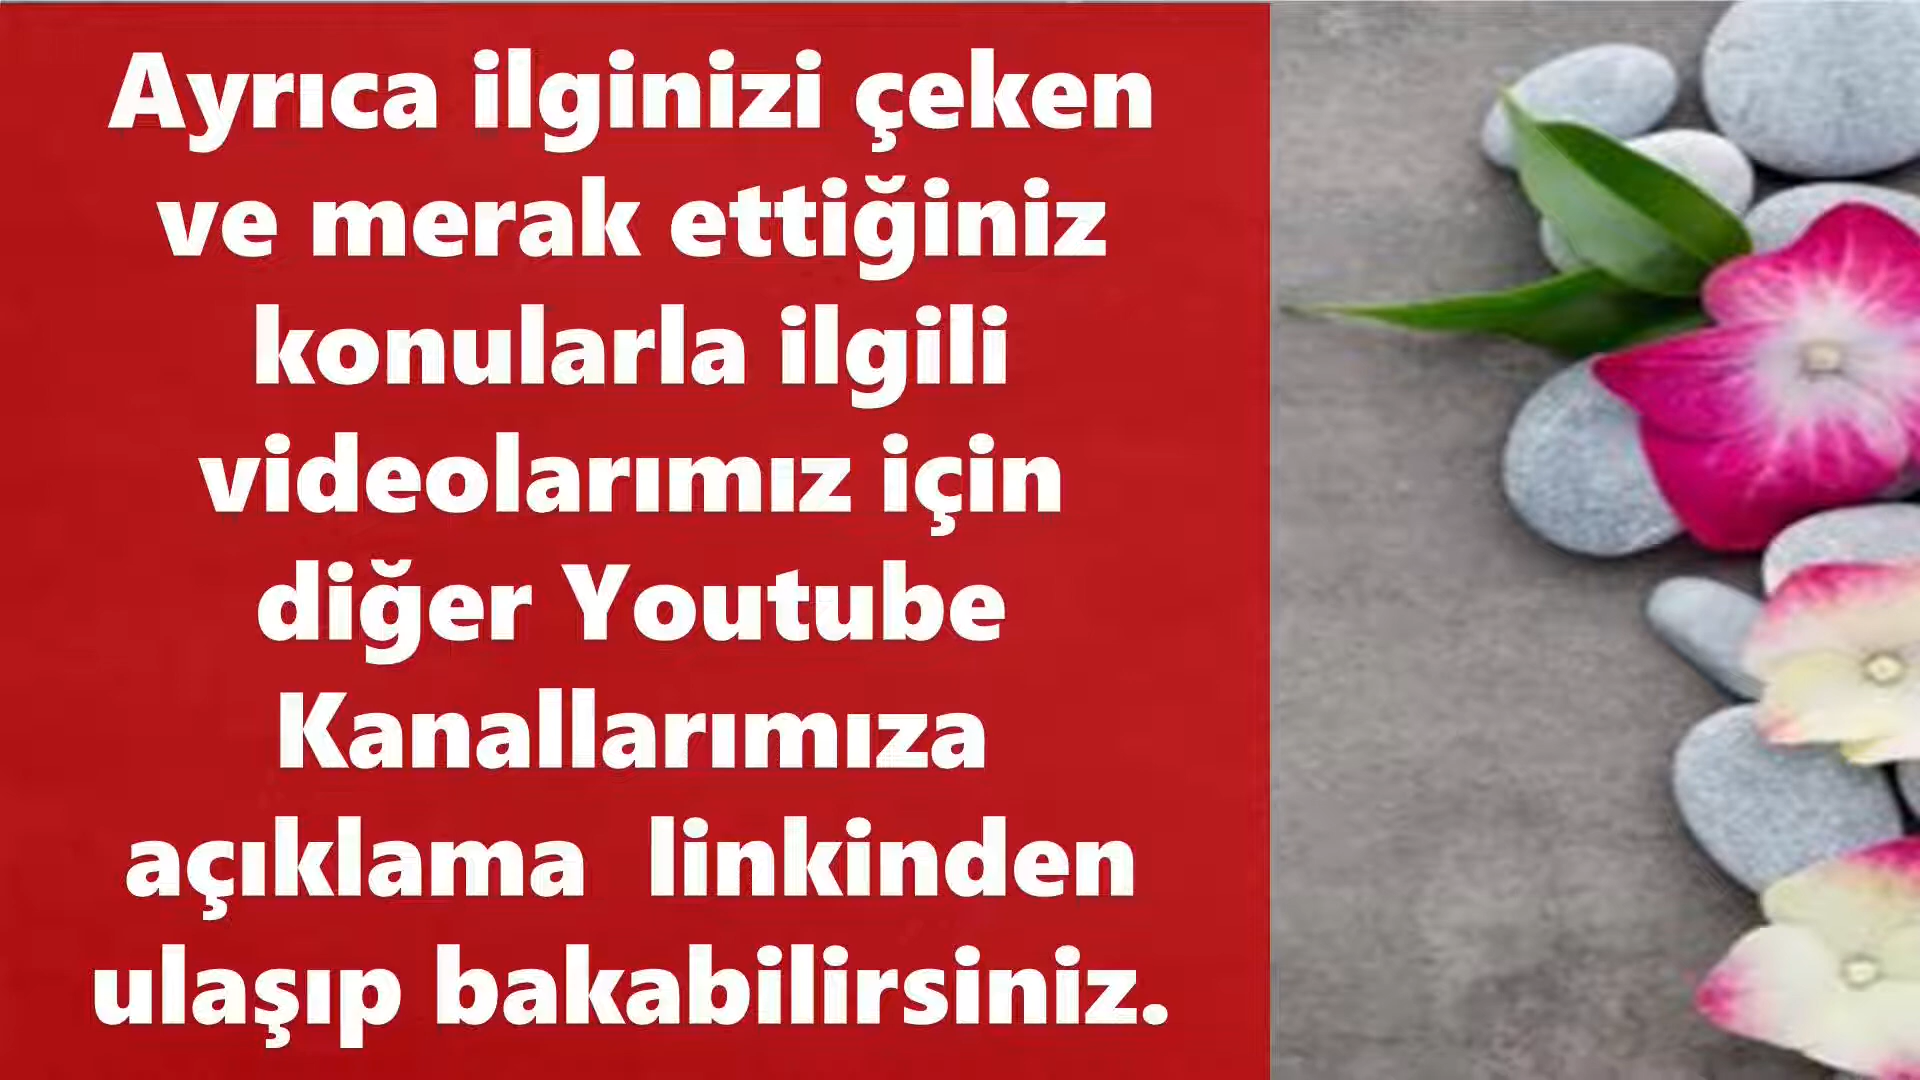 Ayrıca ilginizi çeken
ve merak ettiğiniz
konularla ilgili
videolarımız için
diğer Youtube
Kanallarımıza
açıklama  linkinden
ulaşıp bakabilirsiniz.